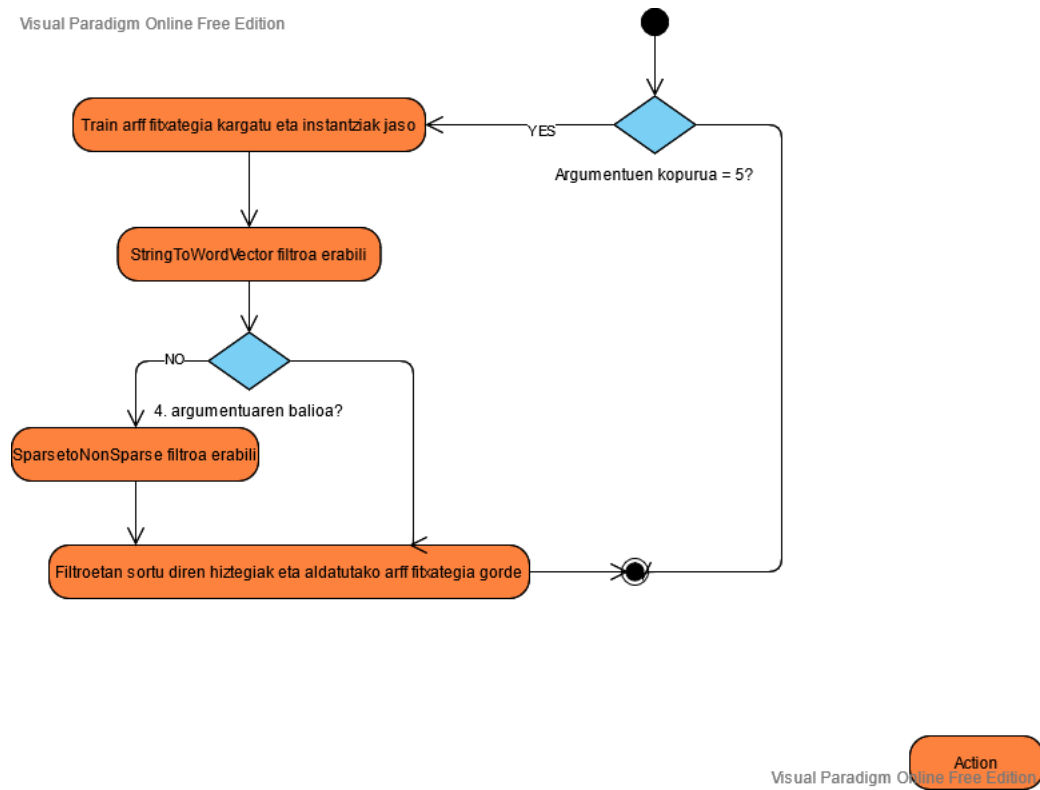 Visual Paradigm Online Free Edition
Train arff fitxategia kargatu eta instantziak jaso
YES
Argumentuen kopurua = 5?
StringToWordVector filtroa erabili
NO
4. argumentuaren balioa?
SparsetoNonSparse filtroa erabili
Filtroetan sortu diren hiztegiak eta aldatutako arff fitxategia gorde
Action
Visual Paradigm Online Free Edition